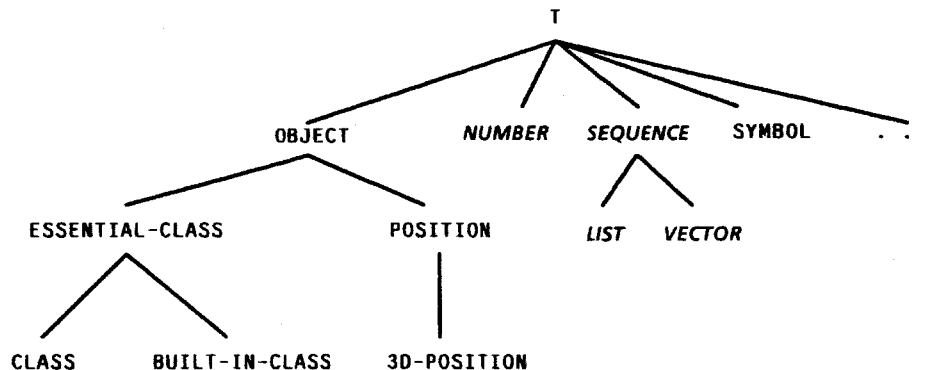 T
OBJECT NUMBER SEQUENCE SYMBOL . .
ESSENTIAL-CLASS POSITION LIST VECTOR
CLASS BUILT-IN-CLASS 3D-POSITION